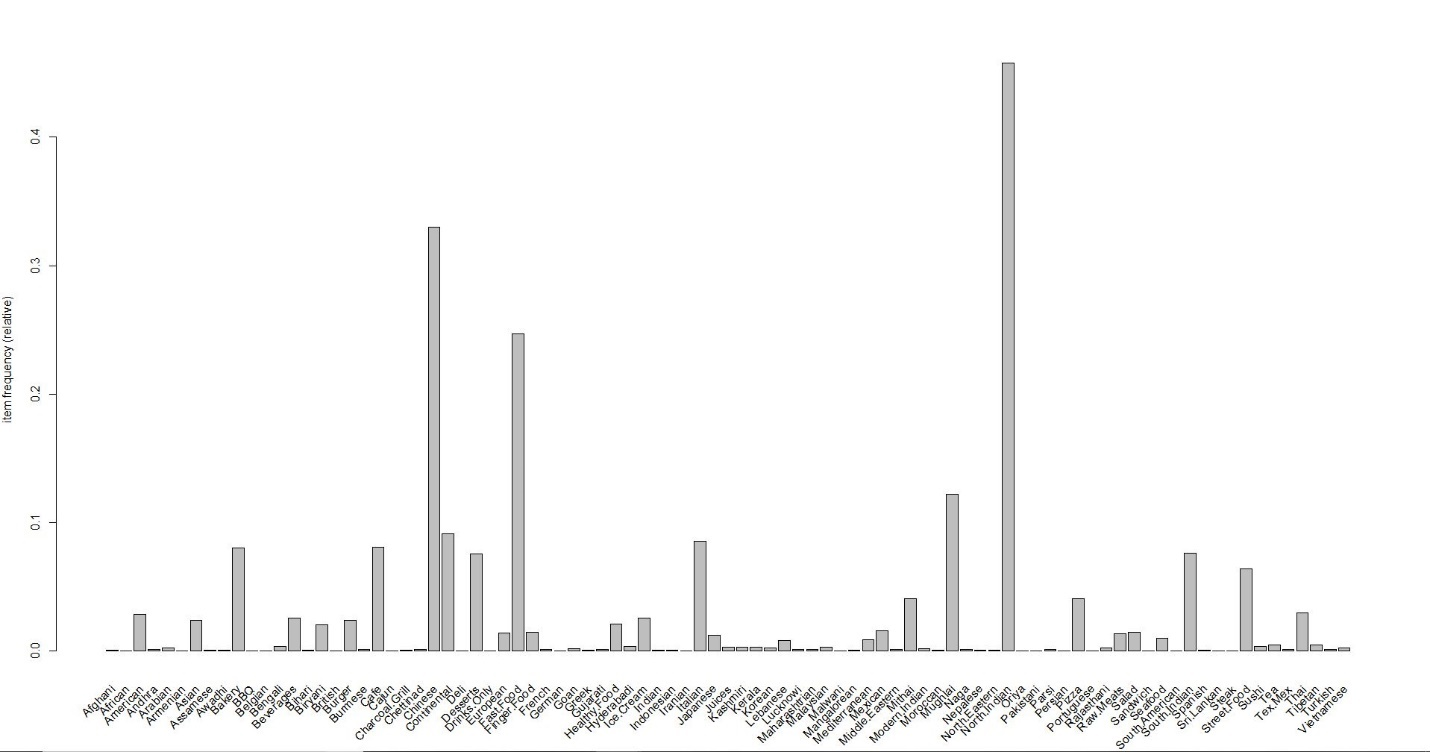 item frequency (relative)
0.4
0.3
0.2
0.1
0.0
Afghani
African
American
Andhra
Arabian
Armenian
Asian
Assamese
Awadhi
Bakery
BBQ
Belgian
Bengali
Beverages
Bihari
Biryani
British
Burger
Burmese
Cafe
Cajun
Charcoal.Grill
Chettinad
Chinese
Continental
Deli
Desserts
Drinks.Only
European
Fast.Food
Finger.Food
French
German
Goan
Greek
Gujarati
Healthy.Food
Hyderabadi
Ice.Cream
Indian
Indonesian
Iranian
Italian
Japanese
Juices
Kashmiri
Kerala
Korean
Lebanese
Lucknowi
Maharashtrian
Malaysian
Malwani
Mangalorean
Mediterranean
Mexican
Middle.Eastern
Mithai
Modern.Indian
Moroccan
Mughlai
Naga
Nepalese
North.Eastern
North.Indian
Oriya
Pakistani
Parsi
Persian
Pizza
Portuguese
Rajasthani
Raw.Meats
Salad
Sandwich
Seafood
South.American
South.Indian
Spanish
Sri.Lankan
Steak
Street.Food
Sushi
Tea
Tex.Mex
Thai
Tibetan
Turkish
Vietnamese